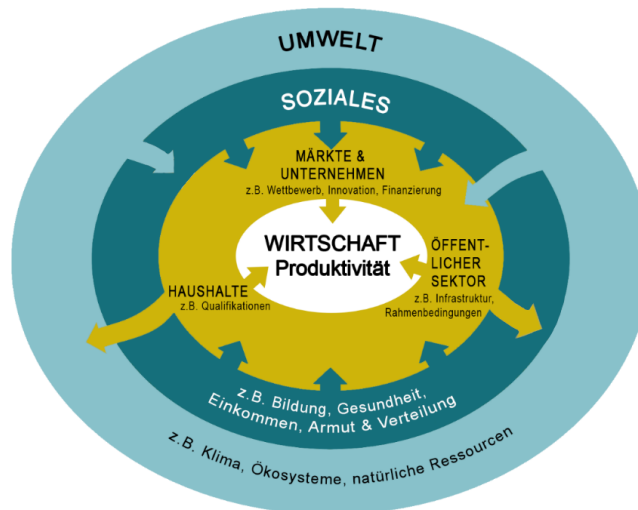 UMWELT
SOZIALES
MÄRKTE &
UNTERNEHMEN
z.B. Wettbewerb, Innovation, Finanzierung
WIRTSCHAFT
Produktivität
ÖFFENT-
LICHER
SEKTOR
z.B. Infrastruktur,
Rahmenbedingungen
HAUSHALTE
z.B. Qualifikationen
z.B. Bildung, Gesundheit,
Einkommen, Armut & Verteilung
z.B. Klima, Ökosysteme, natürliche Ressourcen